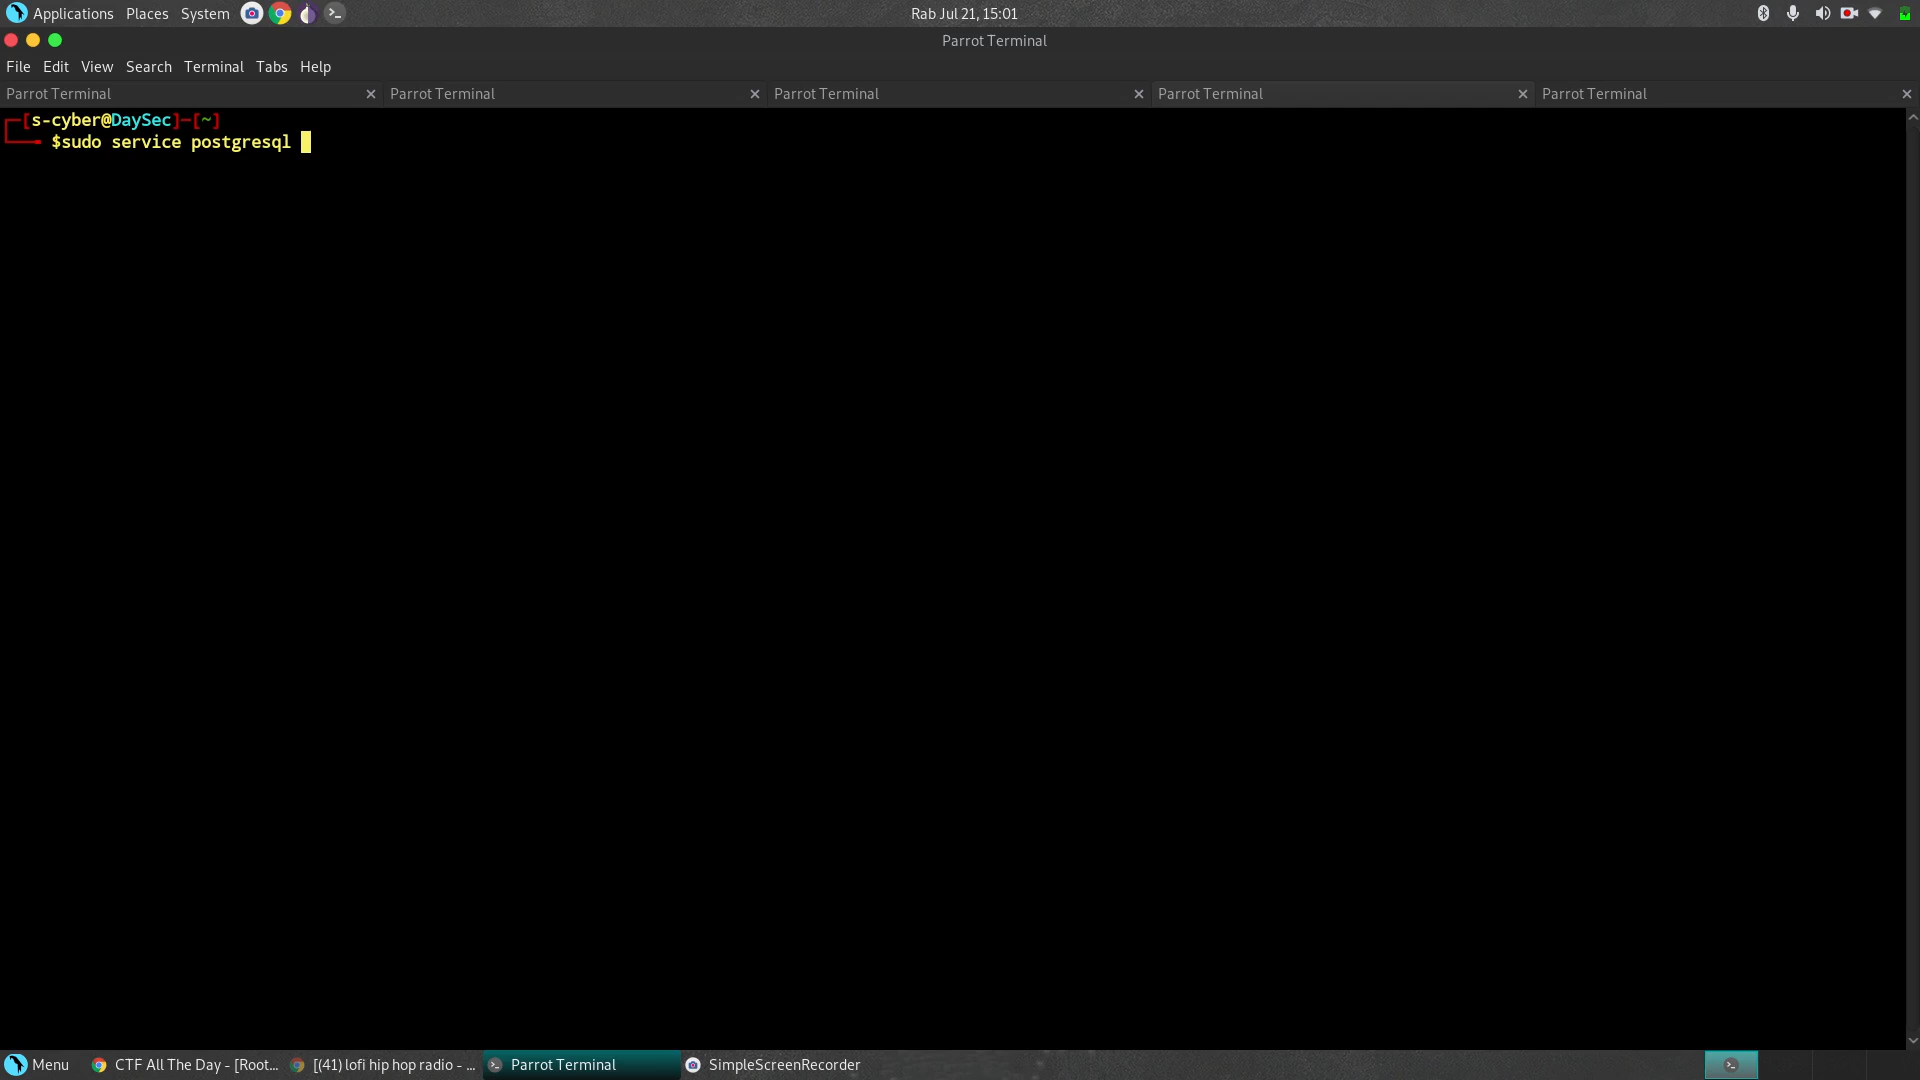 Applications Places System Rab Jul 21, 15:01
Parrot Terminal
File Edit View Search Terminal Tabs Help
Parrot Terminal Parrot Terminal Parrot Terminal Parrot Terminal Parrot Terminal
[s-cyber@DaySec]-[~]
$sudo service postgresql
Menu CTF All The Day - [Root... [(41) lofi hip hop radio - ... Parrot Terminal SimpleScreenRecorder